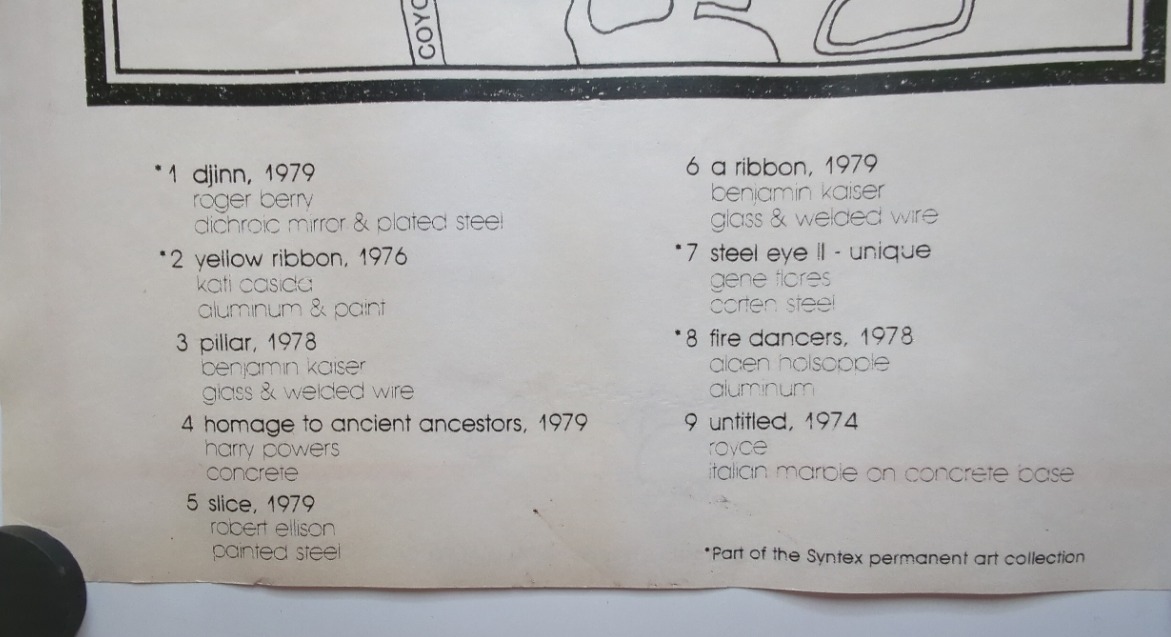 COYO
•1 djinn, 1979
roger berry
dichroic mirror & plated steel
•2 yellow ribbon, 1976
kati casida
aluminum & paint
3 pillar, 1978
benjamin kaiser
glass & welded wire
4 homage to ancient ancestors, 1979
harry powers
concrete
5 slice, 1979
robert ellison
painted steel
6 a ribbon, 1979
benjamin kaiser
glass & welded wire
•7 steel eye II - unique
gene flores
corten steel
•8 fire dancers, 1978
holsopple
aluminum
9 untitled, 1974
royce
italian marble on concrete base
•Part of the Syntex permanent art collection